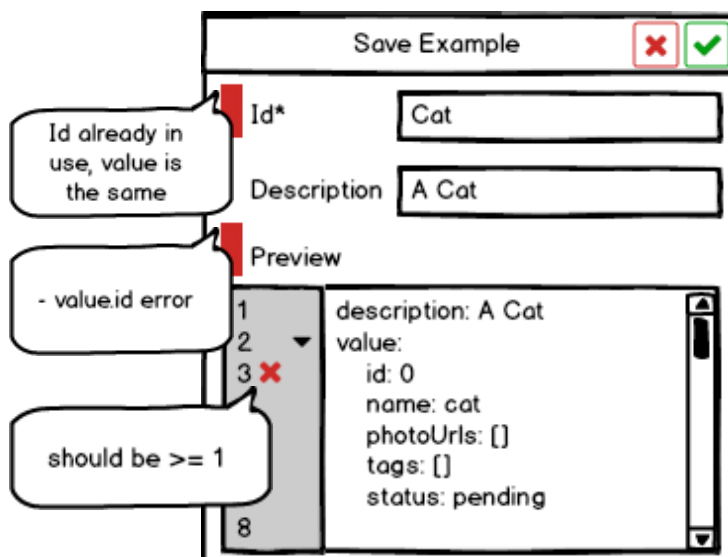 Save Example
Id already in
use, value is
the same
Id*
Cat
Description
A Cat
- value.id error
Preview
1
description: A Cat
2
value:
3
id: 0
name: cat
photoUrls: []
should be >= 1
tags: []
status: pending
8